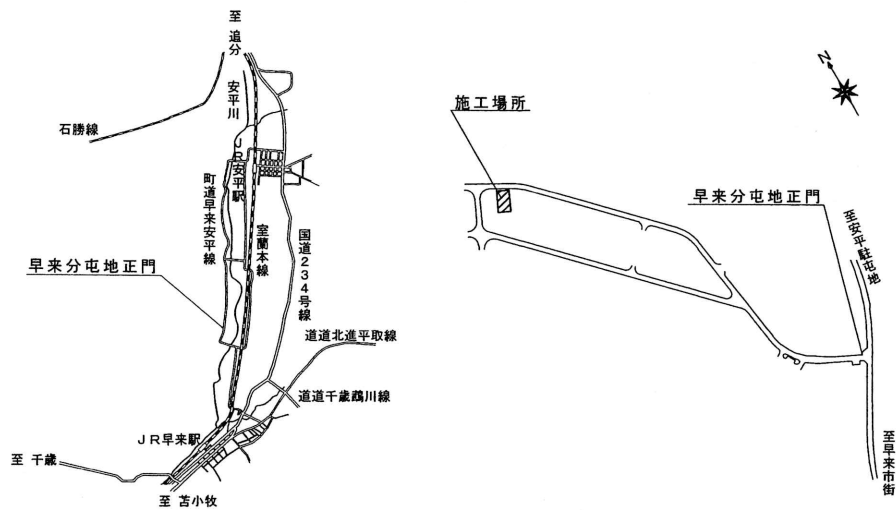 至 追分
安平川
石勝線
JR安平駅
町道早来安平線
室蘭本線
国道234号線
早来分屯地正門
道道北進平取線
道道千歳鵡川線
JR早来駅
至 千歳
至 苫小牧
N
施工場所
早来分屯地正門
至安平駐屯地
至早来市街